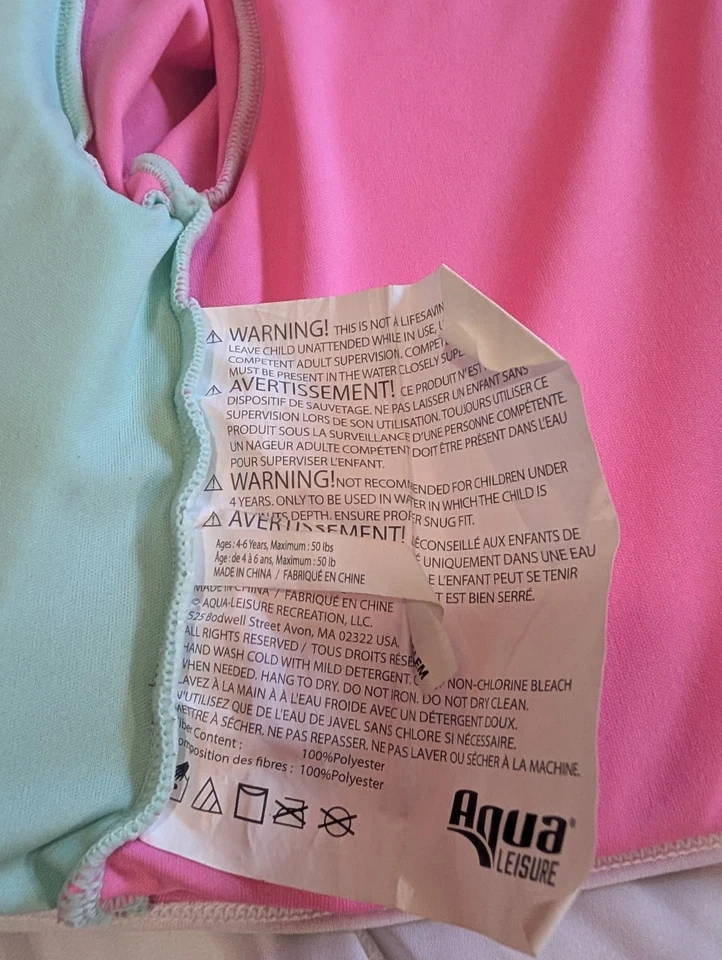 WARNING! THIS IS NOT A LIFESAVIN
LEAVE CHILD UNATTENDED WHILE IN USE,
COMPETENT ADULT SUPERVISION. COMPET
MUST BE PRESENT IN THE WATER CLOSELY SUPE
AVERTISSEMENT! CE PRODUIT N'EST
DISPOSITIF DE SAUVETAGE. NE PAS LAISSER UN ENFANT SANS
SUPERVISION LORS DE SON UTILISATION. TOUJOURS UTILISER CE
PRODUIT SOUS LA SURVEILLANCE D'UNE PERSONNE COMPÉTENTE.
UN NAGEUR ADULTE COMPÉTENT DOIT ÊTRE PRÉSENT DANS L'EAU
POUR SUPERVISER L'ENFANT.
WARNING! NOT RECOMMENDED FOR CHILDREN UNDER
4 YEARS. ONLY TO BE USED IN WATER IN WHICH THE CHILD IS
DEPTH. ENSURE PROPER SNUG FIT.
AVERTISSEMENT! ÉCONSEILLÉ AUX ENFANTS DE
Ages: 4-6 Years, Maximum: 50 lbs
UNIQUEMENT DANS UNE EAU
Âge: de 4 à 6 ans, Maximum: 50 lb
E L'ENFANT PEUT SE TENIR
MADE IN CHINA / FABRIQUÉ EN CHINE
T EST BIEN SERRÉ.
MADE IN CHINA / FABRIQUÉ EN CHINE
© AQUA-LEISURE RECREATION, LLC.
525 Bodwell Street Avon, MA 02322 USA.
ALL RIGHTS RESERVED / TOUS DROITS RÉSE
HAND WASH COLD WITH MILD DETERGENT. NON-CHLORINE BLEACH
WHEN NEEDED. HANG TO DRY. DO NOT IRON. DO NOT DRY CLEAN.
LAVEZ À LA MAIN À À L'EAU FROIDE AVEC UN DÉTERGENT DOUX.
N'UTILISEZ QUE DE L'EAU DE JAVEL SANS CHLORE SI NÉCESSAIRE.
METTRE À SÉCHER. NE PAS REPASSER. NE PAS LAVER OU SÉCHER À LA MACHINE.
Fiber Content : 100%Polyester
omposition des fibres : 100%Polyester
Aqua®
LEISURE